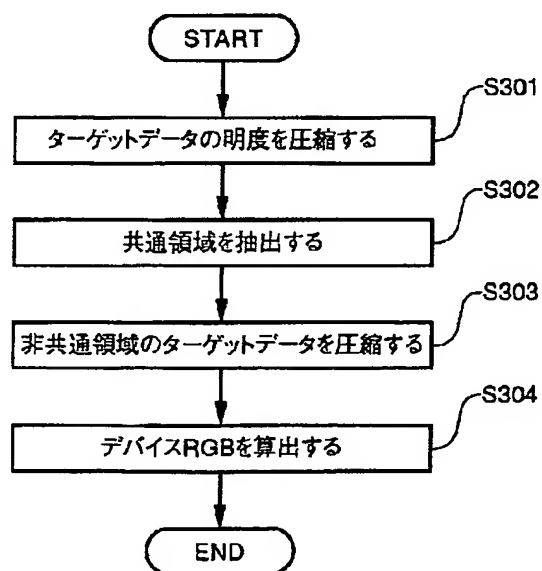 START
S301
ターゲットデータの明度を圧縮する
S302
共通領域を抽出する
S303
非共通領域のターゲットデータを圧縮する
S304
デバイスRGBを算出する
END